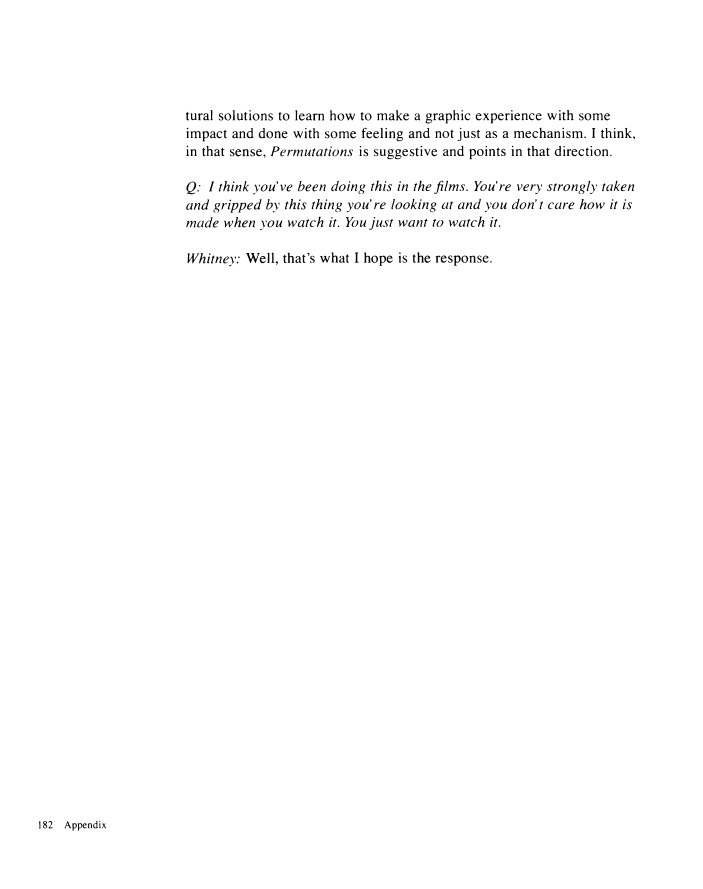 tural solutions to learn how to make a graphic experience with some
impact and done with some feeling and not just as a mechanism. I think,
in that sense, Permutations is suggestive and points in that direction.
Q: I think you've been doing this in the films. You're very strongly taken
and gripped by this thing you're looking at and you don't care how it is
made when you watch it. You just want to watch it.
Whitney: Well, that's what I hope is the response.
182 Appendix